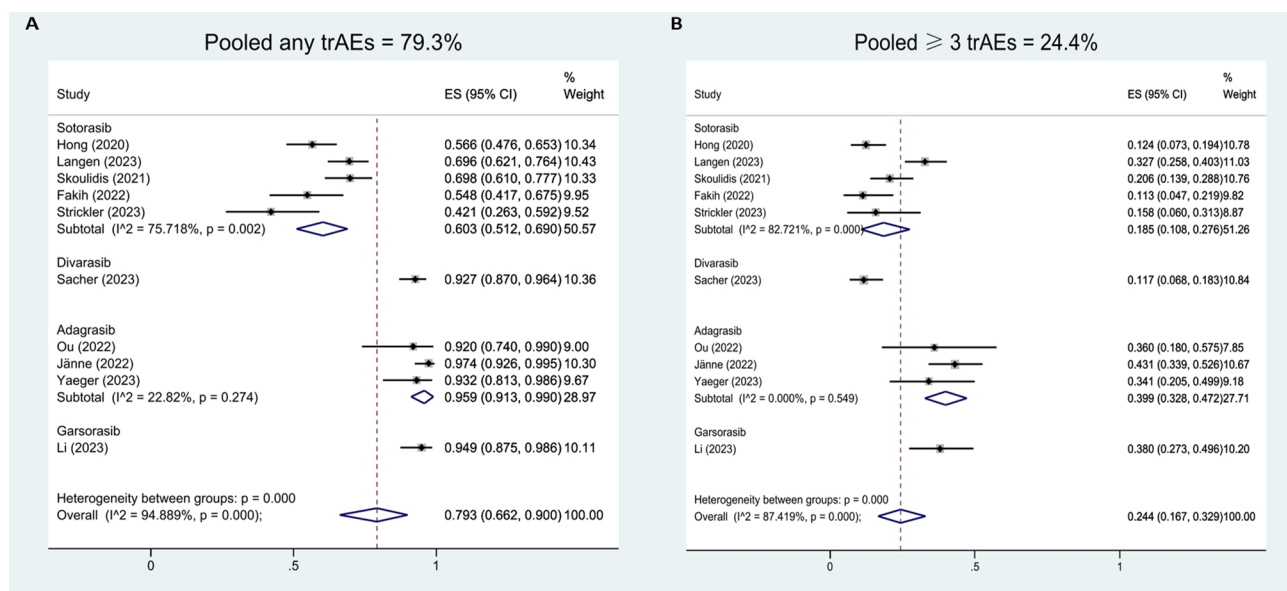 A
Pooled any trAEs = 79.3%
%
Study ES (95% CI) Weight
Sotorasib
Hong (2020) 0.566 (0.476, 0.653) 10.34
Langen (2023) 0.696 (0.621, 0.764) 10.43
Skoulidis (2021) 0.698 (0.610, 0.777) 10.33
Fakih (2022) 0.548 (0.417, 0.675) 9.95
Strickler (2023) 0.421 (0.263, 0.592) 9.52
Subtotal (I^2 = 75.718%, p = 0.002) 0.603 (0.512, 0.690) 50.57
Divarasib
Sacher (2023) 0.927 (0.870, 0.964) 10.36
Adagrasib
Ou (2022) 0.920 (0.740, 0.990) 9.00
Jänne (2022) 0.974 (0.926, 0.995) 10.30
Yaeger (2023) 0.932 (0.813, 0.986) 9.67
Subtotal (I^2 = 22.82%, p = 0.274) 0.959 (0.913, 0.990) 28.97
Garsorasib
Li (2023) 0.949 (0.875, 0.986) 10.11
Heterogeneity between groups: p = 0.000
Overall (I^2 = 94.889%, p = 0.000); 0.793 (0.662, 0.900) 100.00
0 .5 1
B
Pooled ⩾ 3 trAEs = 24.4%
%
Study ES (95% CI) Weight
Sotorasib
Hong (2020) 0.124 (0.073, 0.194) 10.78
Langen (2023) 0.327 (0.258, 0.403) 11.03
Skoulidis (2021) 0.206 (0.139, 0.288) 10.76
Fakih (2022) 0.113 (0.047, 0.219) 9.82
Strickler (2023) 0.158 (0.060, 0.313) 8.87
Subtotal (I^2 = 82.721%, p = 0.000) 0.185 (0.108, 0.276) 51.26
Divarasib
Sacher (2023) 0.117 (0.068, 0.183) 10.84
Adagrasib
Ou (2022) 0.360 (0.180, 0.575) 7.85
Jänne (2022) 0.431 (0.339, 0.526) 10.67
Yaeger (2023) 0.341 (0.205, 0.499) 9.18
Subtotal (I^2 = 0.000%, p = 0.549) 0.399 (0.328, 0.472) 27.71
Garsorasib
Li (2023) 0.380 (0.273, 0.496) 10.20
Heterogeneity between groups: p = 0.000
Overall (I^2 = 87.419%, p = 0.000); 0.244 (0.167, 0.329) 100.00
0 .5 1